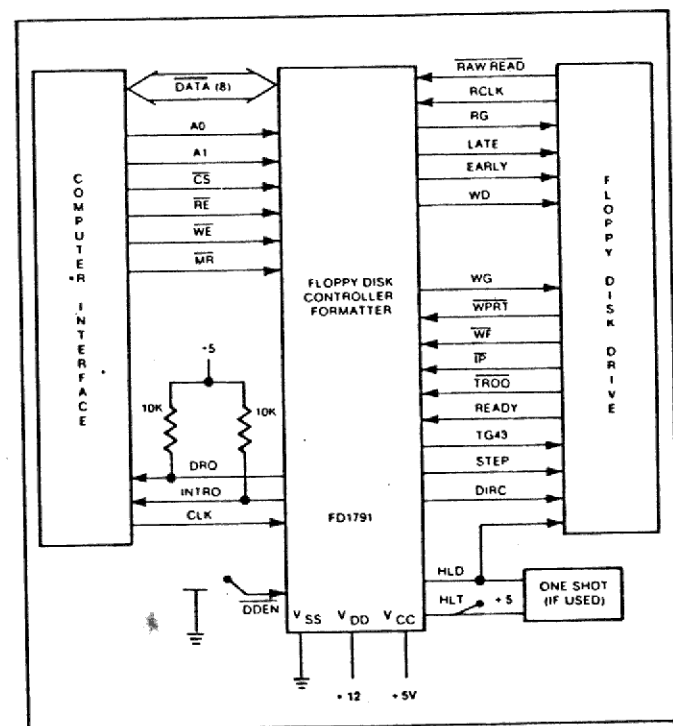 COMPUTER INTERFACE
DATA (8)
A0
A1
CS
RE
WE
MR
-5
10K
10K
DRQ
INTRO
CLK
DDEN
FLOPPY DISK
CONTROLLER
FORMATTER
FD1791
VSS
VDD
VCC
+ 12
+ 5V
RAW READ
RCLK
RG
LATE
EARLY
WD
WG
WPRT
WF
IP
TROO
READY
TG43
STEP
DIRC
HLD
HLT
+ 5
ONE SHOT
(IF USED)
FLOPPY DISK DRIVE